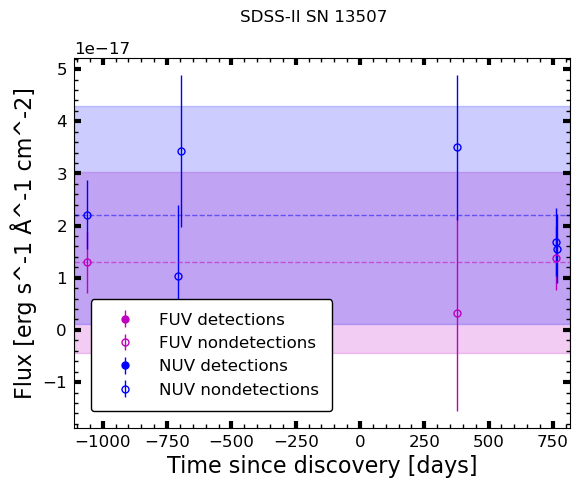 SDSS-II SN 13507
1e−17
5
4
3
2
1
0
−1
Flux [erg s^-1 Å^-1 cm^-2]
FUV detections
FUV nondetections
NUV detections
NUV nondetections
−1000 −750 −500 −250 0 250 500 750
Time since discovery [days]